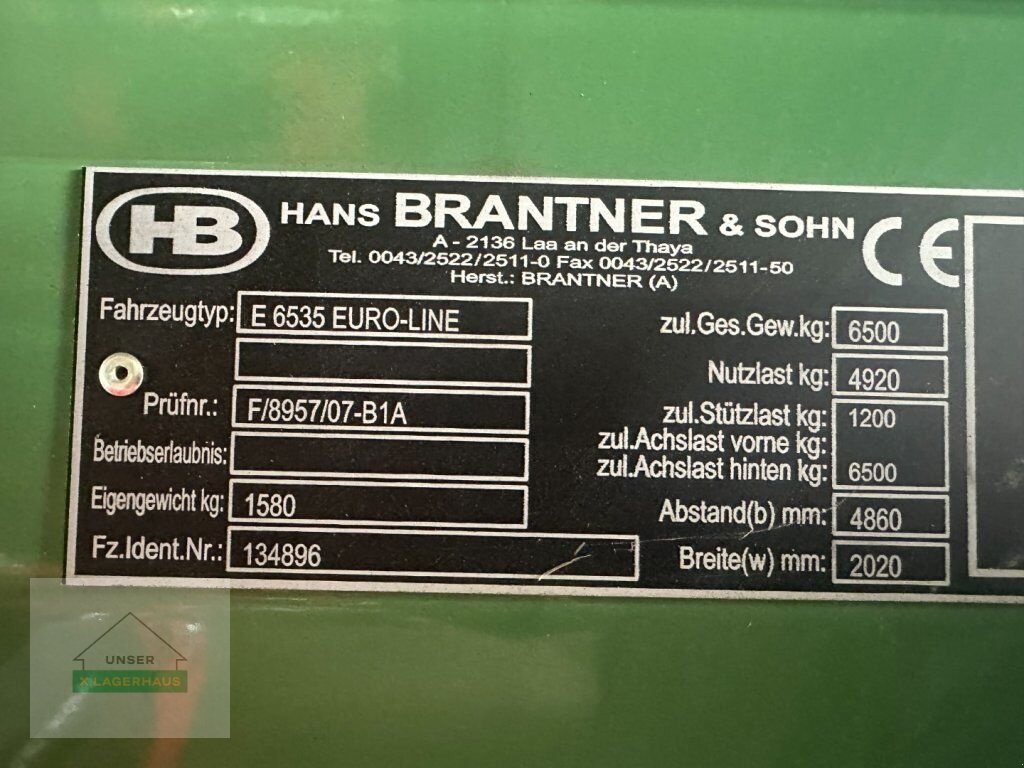 HB HANS BRANTNER & SOHN CE
A - 2136 Laa an der Thaya
Tel. 0043/2522/2511-0 Fax 0043/2522/2511-50
Herst.: BRANTNER (A)
Fahrzeugtyp: E 6535 EURO-LINE
Prüfnr.: F/8957/07-B1A
Betriebserlaubnis:
Eigengewicht kg: 1580
Fz.Ident.Nr.: 134896
zul.Ges.Gew.kg: 6500
Nutzlast kg: 4920
zul.Stützlast kg: 1200
zul.Achslast vorne kg:
zul.Achslast hinten kg: 6500
Abstand(b) mm: 4860
Breite(w) mm: 2020
UNSER
X LAGERHAUS